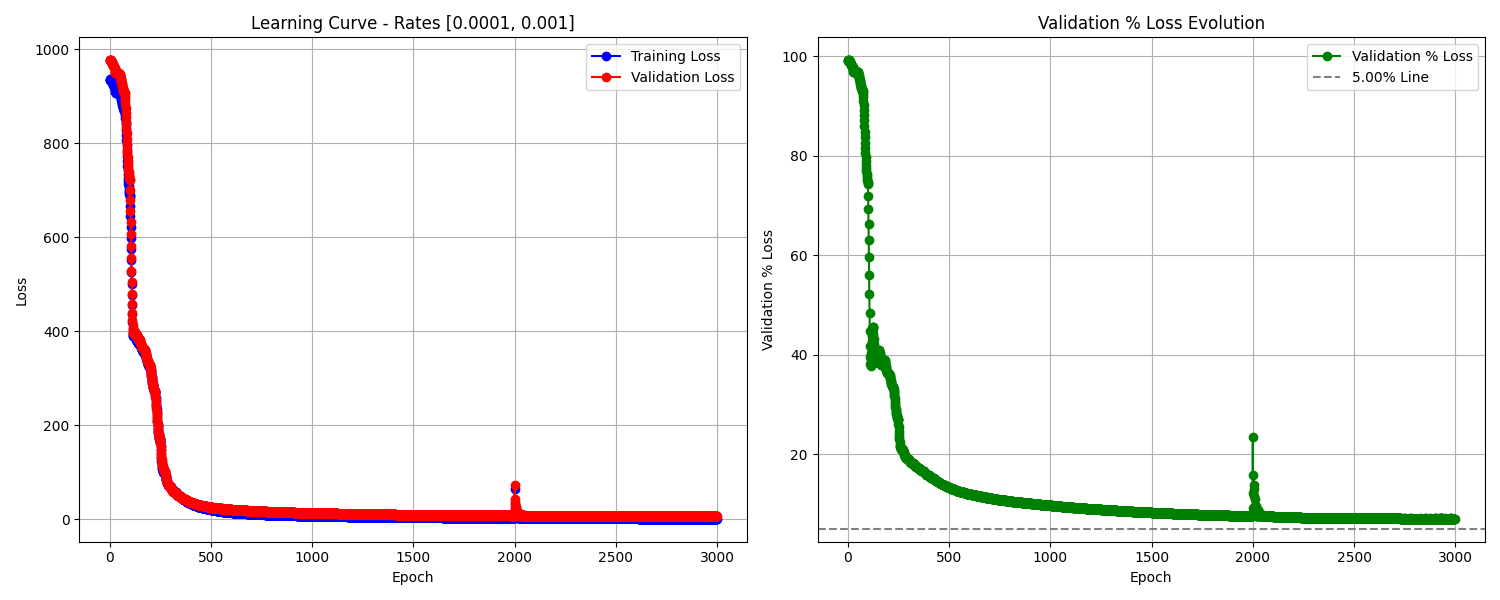 Learning Curve - Rates [0.0001, 0.001]
Loss
1000
800
600
400
200
0
Training Loss
Validation Loss
0
500
1000
1500
2000
2500
3000
Epoch
Validation % Loss Evolution
Validation % Loss
100
80
60
40
20
Validation % Loss
5.00% Line
0
500
1000
1500
2000
2500
3000
Epoch